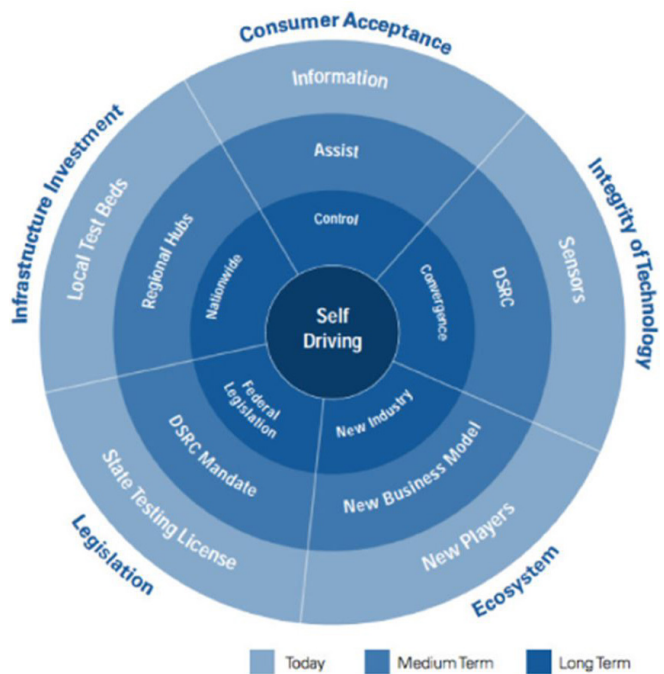 Consumer Acceptance
Information
Assist
Control
Infrastructure Investment
Local Test Beds
Regional Hubs
Nationwide
Integrity of Technology
Sensors
DSRC
Convergence
Self
Driving
Federal
Legislation
DSRC Mandate
State Testing License
Legislation
New Industry
New Business Model
New Players
Ecosystem
Today
Medium Term
Long Term